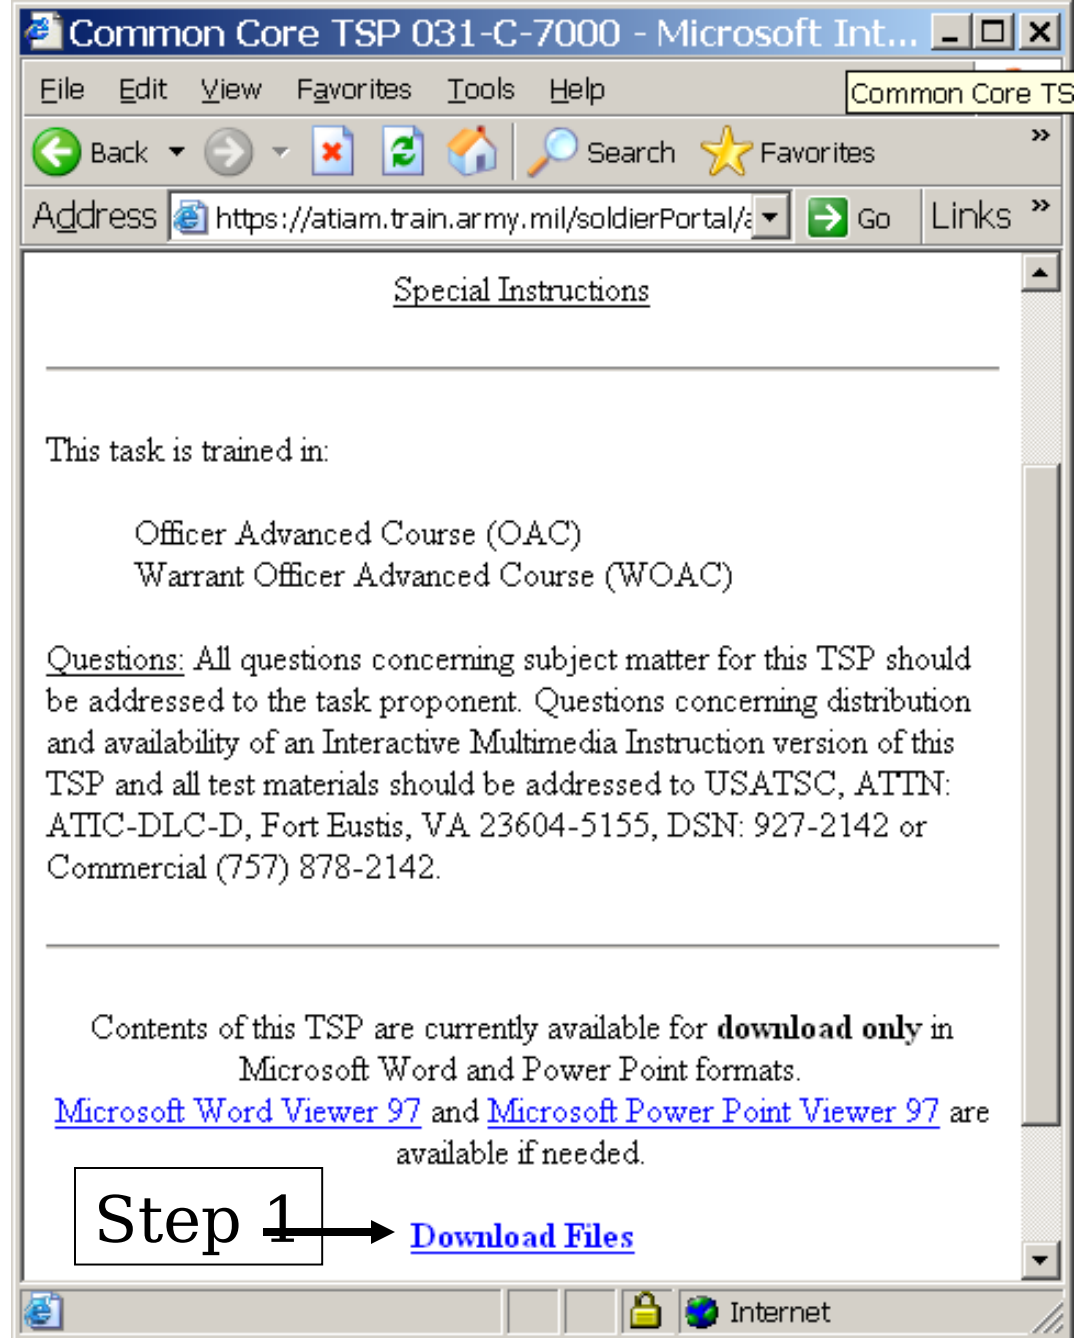 Common Core TSP 031-C-7000 - Microsoft Int...
File Edit View Favorites Tools Help
Common Core TS
Back Search Favorites »
Address https://atiam.train.army.mil/soldierPortal/a Go Links »
Special Instructions
This task is trained in:
Officer Advanced Course (OAC)
Warrant Officer Advanced Course (WOAC)
Questions: All questions concerning subject matter for this TSP should
be addressed to the task proponent. Questions concerning distribution
and availability of an Interactive Multimedia Instruction version of this
TSP and all test materials should be addressed to USATSC, ATTN:
ATIC-DLC-D, Fort Eustis, VA 23604-5155, DSN: 927-2142 or
Commercial (757) 878-2142.
Contents of this TSP are currently available for download only in
Microsoft Word and Power Point formats.
Microsoft Word Viewer 97 and Microsoft Power Point Viewer 97 are
available if needed.
Step 1
Download Files
Internet